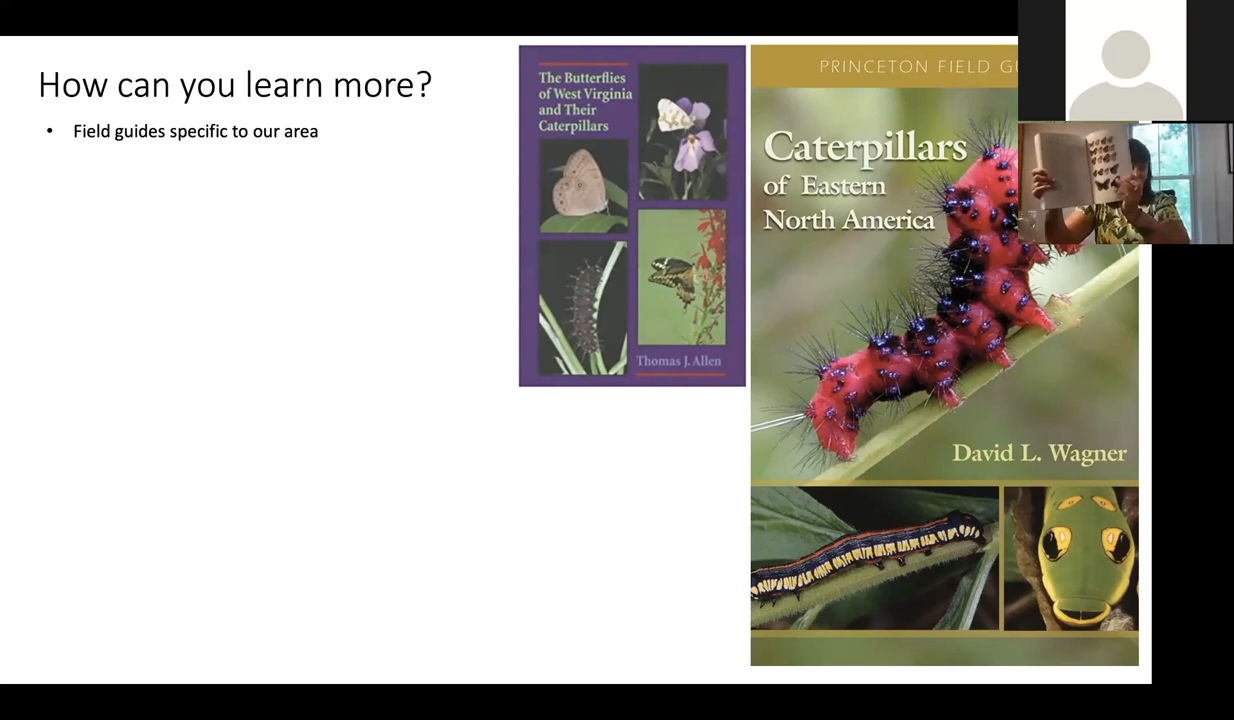 How can you learn more?
• Field guides specific to our area
The Butterflies
of West Virginia
and Their
Caterpillars
Thomas J. Allen
PRINCETON FIELD
Caterpillars
of Eastern
North America
David L. Wagner